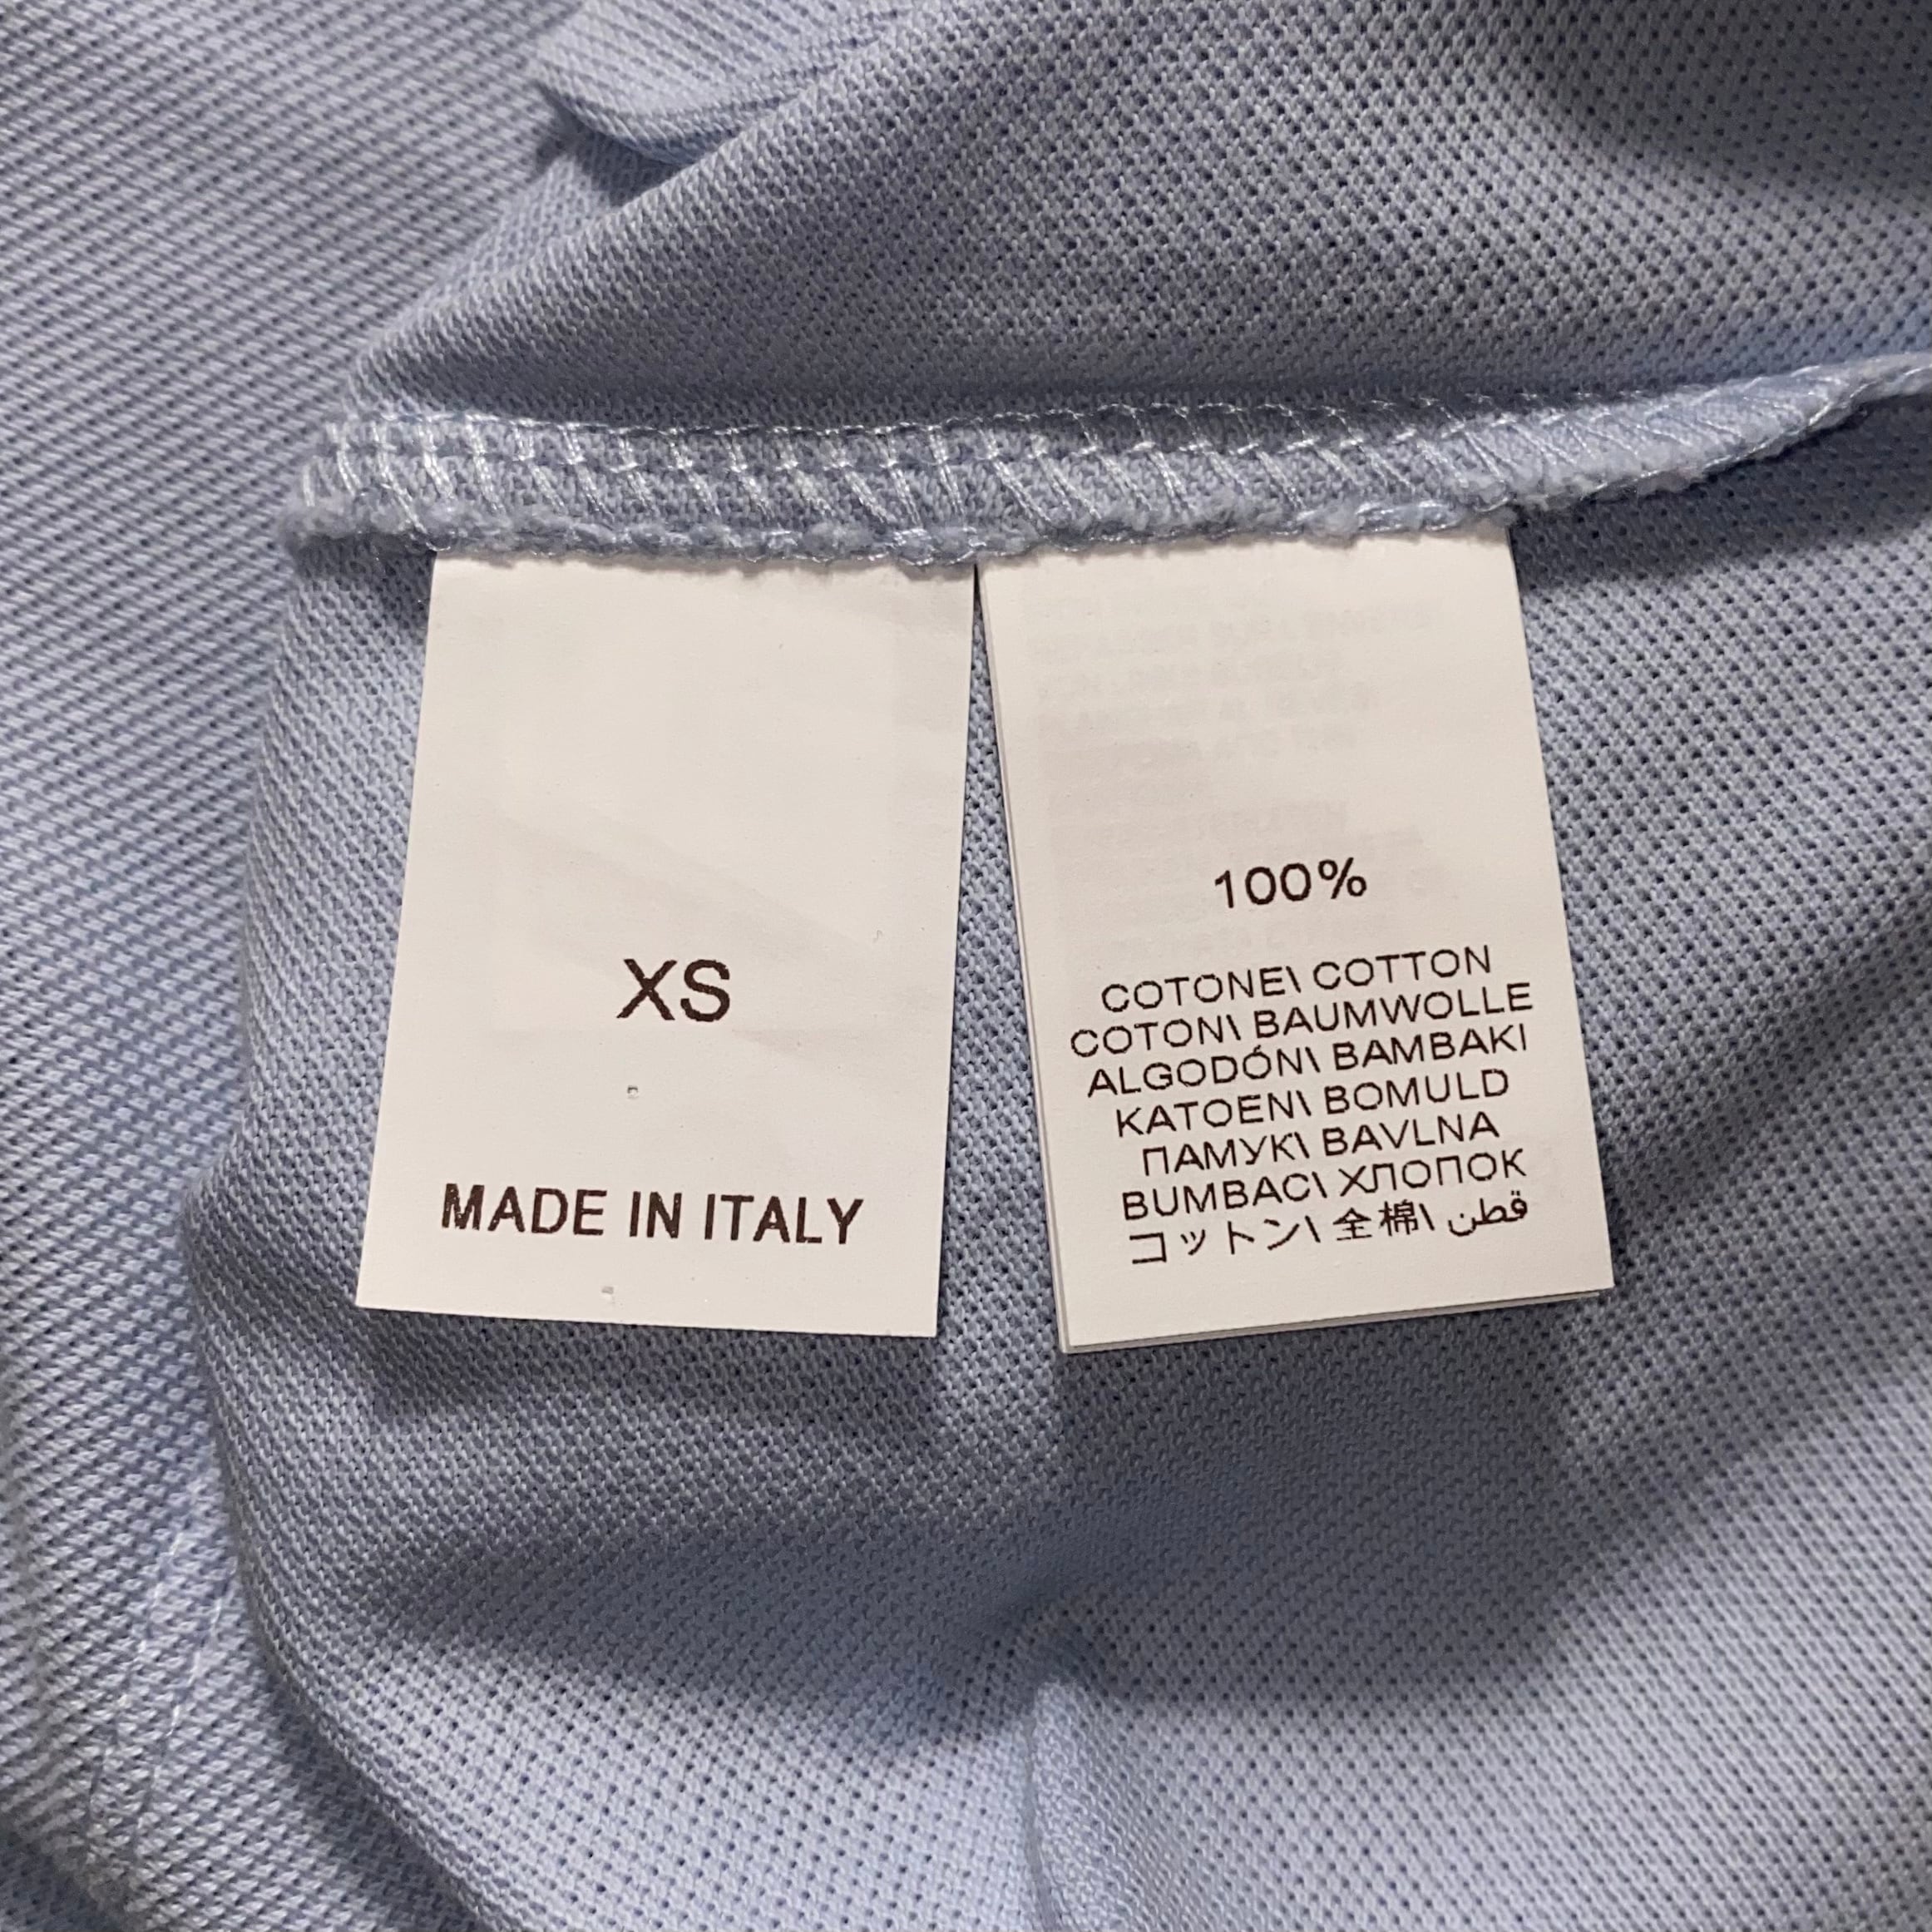 XS
MADE IN ITALY
100%
COTONE\ COTTON
COTON\ BAUMWOLLE
ALGODÓN\ BAMBAKI
KATOEN\ BOMULD
ПАМУК\ BAVLNA
BUMBAC\ ХЛОПОК
コットン\ 全棉\ قطن